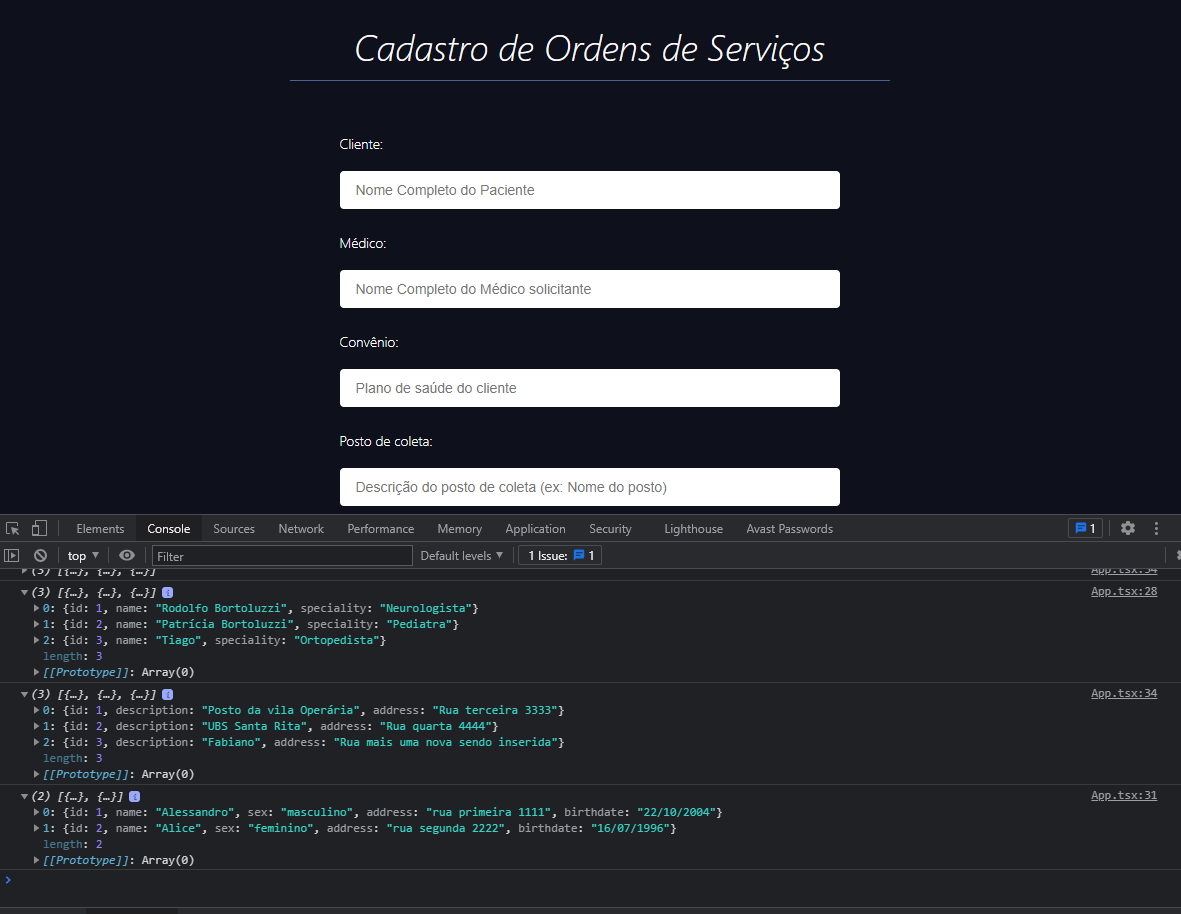 Cadastro de Ordens de Serviços
Cliente:
Nome Completo do Paciente
Médico:
Nome Completo do Médico solicitante
Convênio:
Plano de saúde do cliente
Posto de coleta:
Descrição do posto de coleta (ex: Nome do posto)
Elements Console Sources Network Performance Memory Application Security Lighthouse Avast Passwords 1
top Filter Default levels 1 Issue: 1
(3) [{…}, {…}, {…}] App.tsx:34
(3) [{…}, {…}, {…}] i App.tsx:28
0: {id: 1, name: "Rodolfo Bortoluzzi", speciality: "Neurologista"}
1: {id: 2, name: "Patrícia Bortoluzzi", speciality: "Pediatra"}
2: {id: 3, name: "Tiago", speciality: "Ortopedista"}
length: 3
[[Prototype]]: Array(0)
(3) [{…}, {…}, {…}] i App.tsx:34
0: {id: 1, description: "Posto da vila Operária", address: "Rua terceira 3333"}
1: {id: 2, description: "UBS Santa Rita", address: "Rua quarta 4444"}
2: {id: 3, description: "Fabiano", address: "Rua mais uma nova sendo inserida"}
length: 3
[[Prototype]]: Array(0)
(2) [{…}, {…}] i App.tsx:31
0: {id: 1, name: "Alessandro", sex: "masculino", address: "rua primeira 1111", birthdate: "22/10/2004"}
1: {id: 2, name: "Alice", sex: "feminino", address: "rua segunda 2222", birthdate: "16/07/1996"}
length: 2
[[Prototype]]: Array(0)